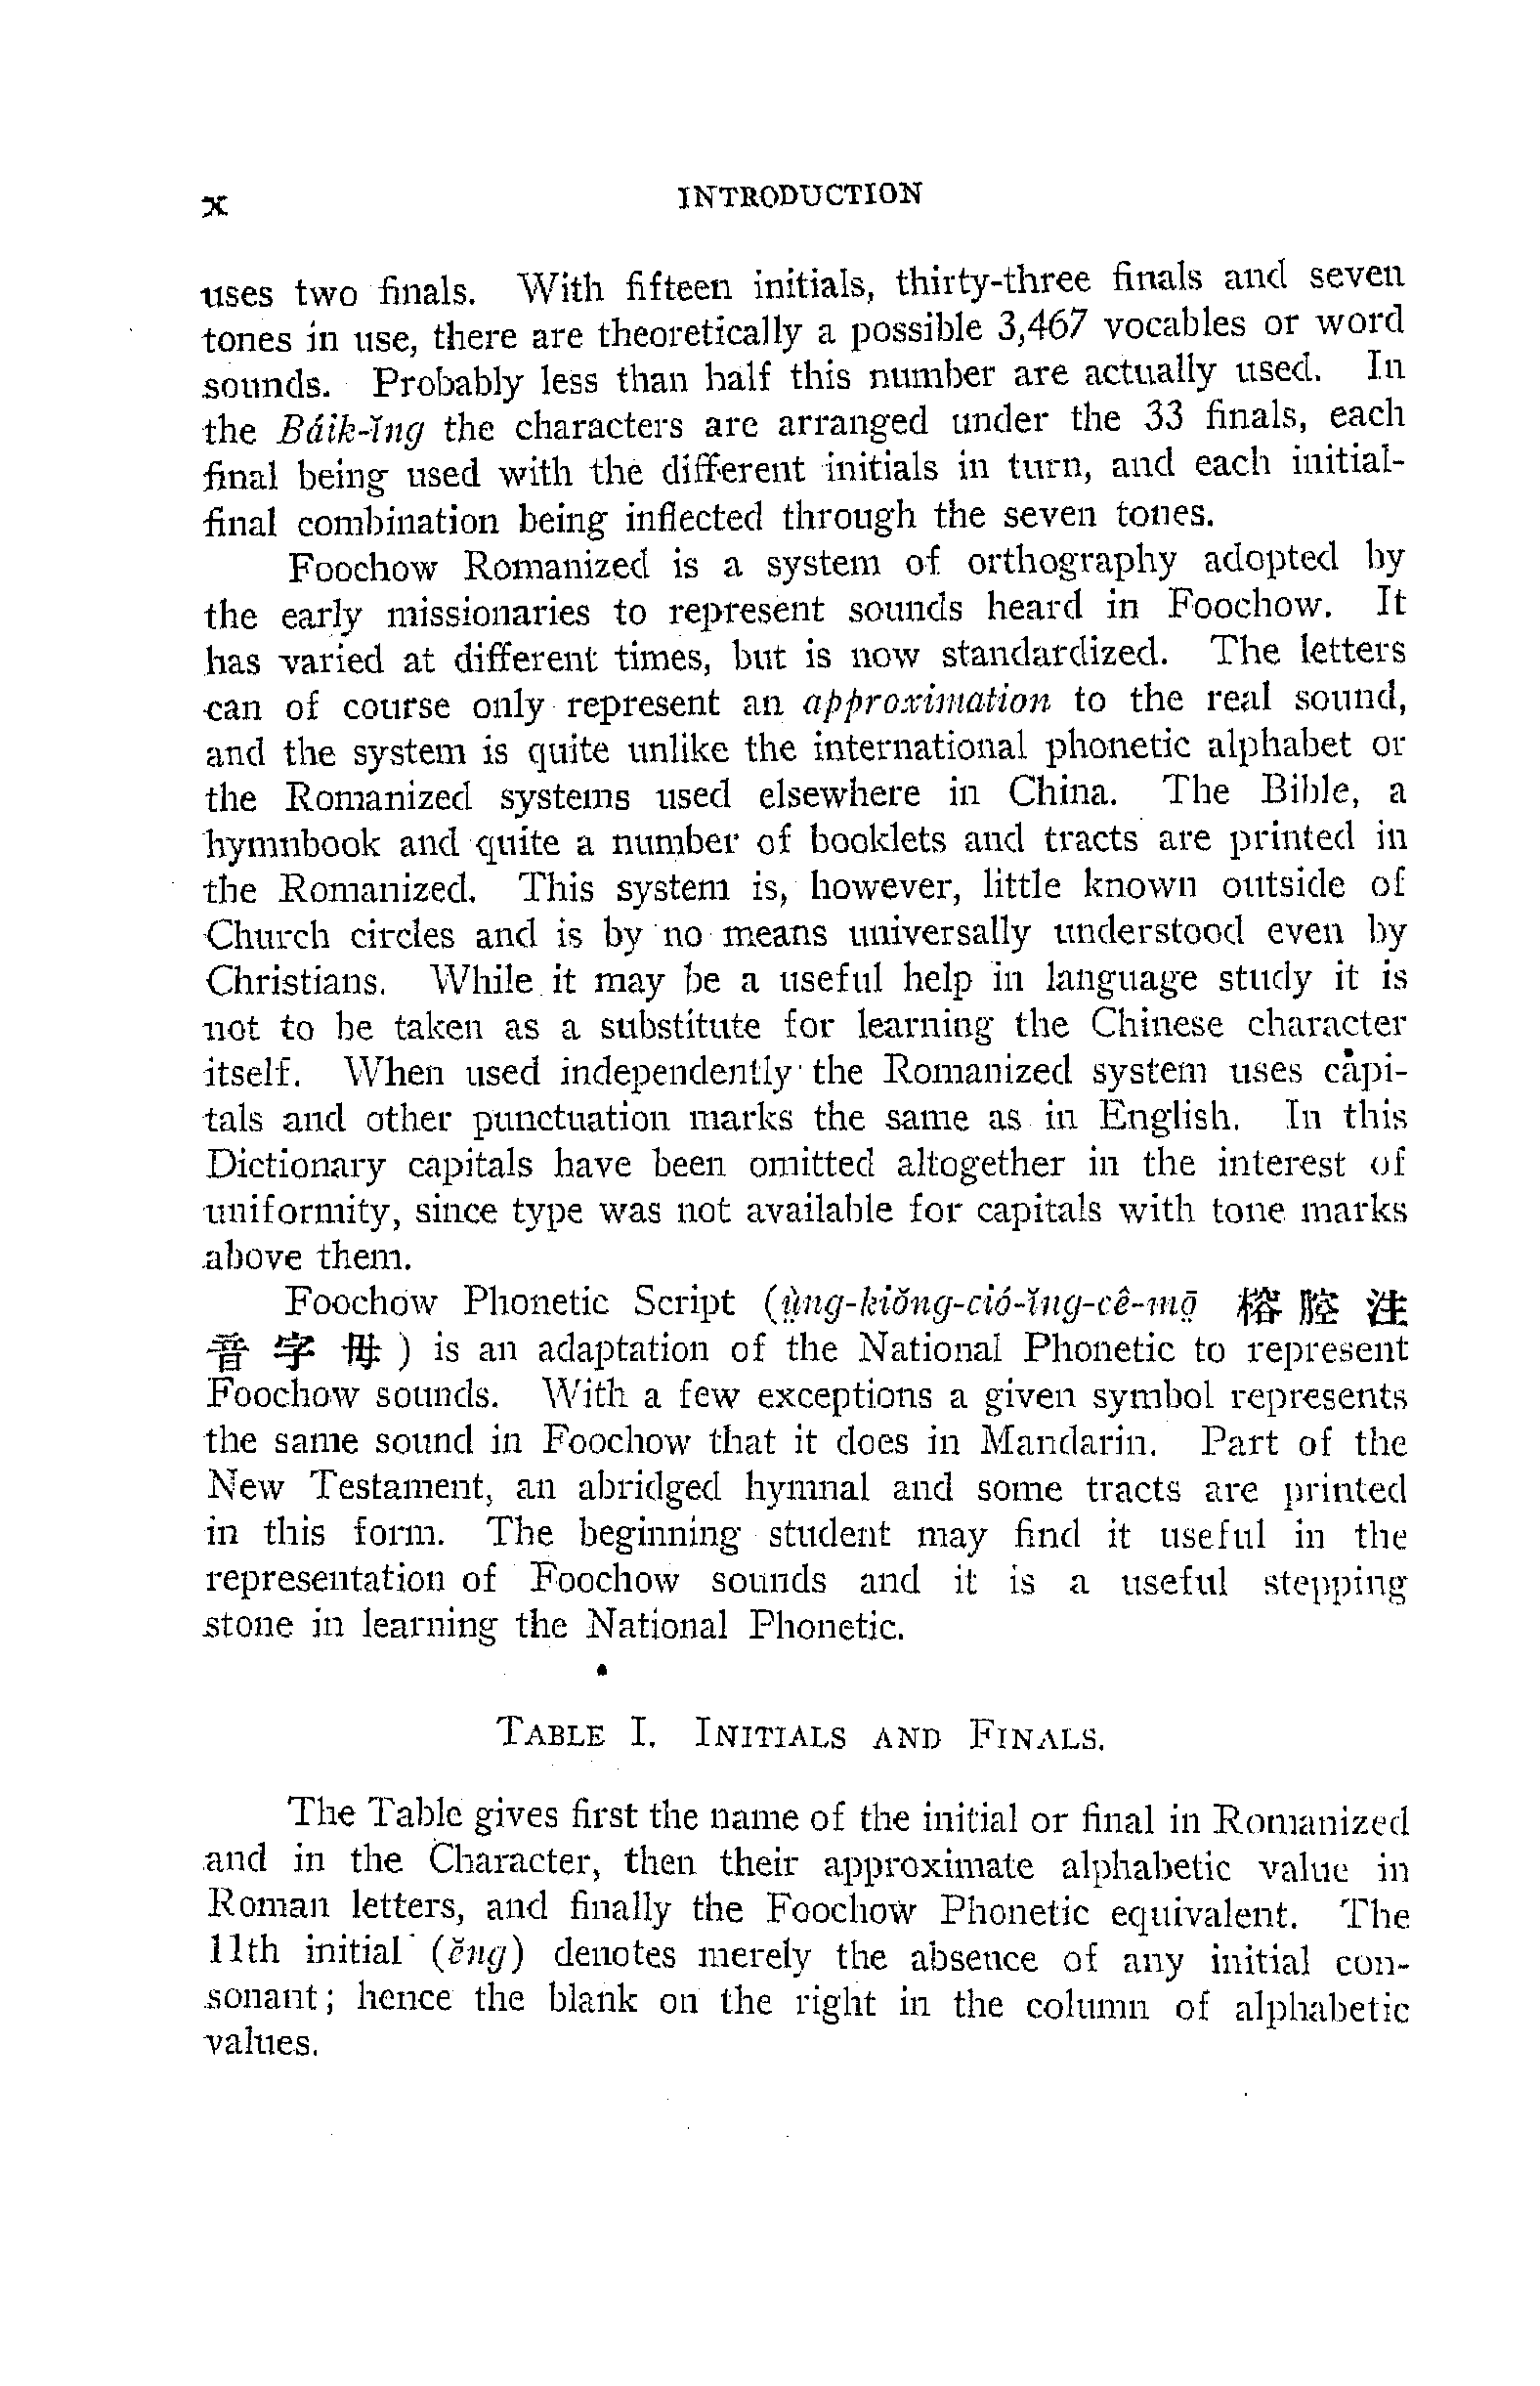 x INTRODUCTION
uses two finals. With fifteen initials, thirty-three finals and seven
tones in use, there are theoretically a possible 3,467 vocables or word
sounds. Probably less than half this number are actually used. In
the Báik-ĭng the characters are arranged under the 33 finals, each
final being used with the different initials in turn, and each initial-
final combination being inflected through the seven tones.
Foochow Romanized is a system of orthography adopted by
the early missionaries to represent sounds heard in Foochow. It
has varied at different times, but is now standardized. The letters
can of course only represent an approximation to the real sound,
and the system is quite unlike the international phonetic alphabet or
the Romanized systems used elsewhere in China. The Bible, a
hymnbook and quite a number of booklets and tracts are printed in
the Romanized. This system is, however, little known outside of
Church circles and is by no means universally understood even by
Christians. While it may be a useful help in language study it is
not to be taken as a substitute for learning the Chinese character
itself. When used independently the Romanized system uses capi-
tals and other punctuation marks the same as in English. In this
Dictionary capitals have been omitted altogether in the interest of
uniformity, since type was not available for capitals with tone marks
above them.
Foochow Phonetic Script (ṳ̀ng-kiŏng-ció-ĭng-cê-mō̤ 榕腔注
音字母) is an adaptation of the National Phonetic to represent
Foochow sounds. With a few exceptions a given symbol represents
the same sound in Foochow that it does in Mandarin. Part of the
New Testament, an abridged hymnal and some tracts are printed
in this form. The beginning student may find it useful in the
representation of Foochow sounds and it is a useful stepping
stone in learning the National Phonetic.
TABLE I. INITIALS AND FINALS.
The Table gives first the name of the initial or final in Romanized
and in the Character, then their approximate alphabetic value in
Roman letters, and finally the Foochow Phonetic equivalent. The
11th initial (ĕng) denotes merely the absence of any initial con-
sonant; hence the blank on the right in the column of alphabetic
values.